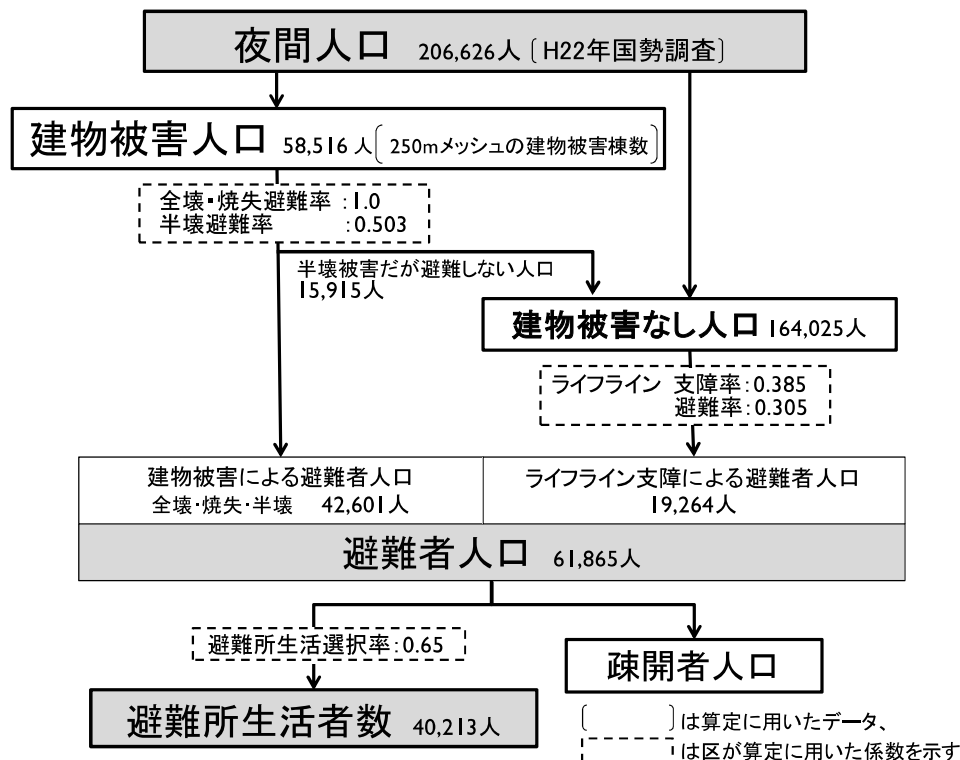 夜間人口 206,626人〔H22年国勢調査〕
建物被害人口 58,516人〔250mメッシュの建物被害棟数〕
全壊・焼失避難率:1.0
半壊避難率:0.503
半壊被害だが避難しない人口
15,915人
建物被害なし人口 164,025人
ライフライン 支障率:0.385
避難率:0.305
建物被害による避難者人口
全壊・焼失・半壊 42,601人
ライフライン支障による避難者人口
19,264人
避難者人口 61,865人
避難所生活選択率:0.65
疎開者人口
避難所生活者数 40,213人
〔 〕は算定に用いたデータ、
は区が算定に用いた係数を示す